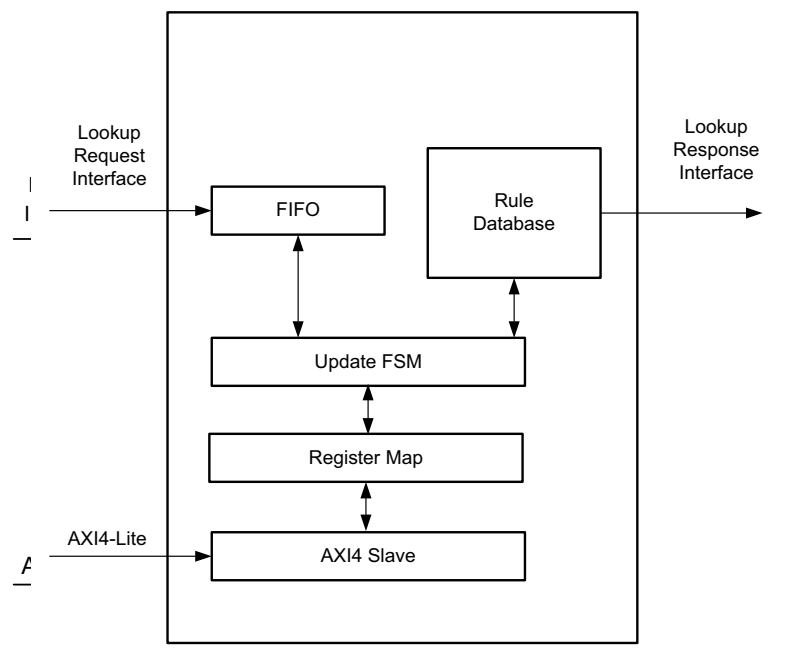 Lookup
Request
Interface
Lookup
Response
Interface
FIFO
Rule
Database
Update FSM
Register Map
AXI4-Lite
AXI4 Slave